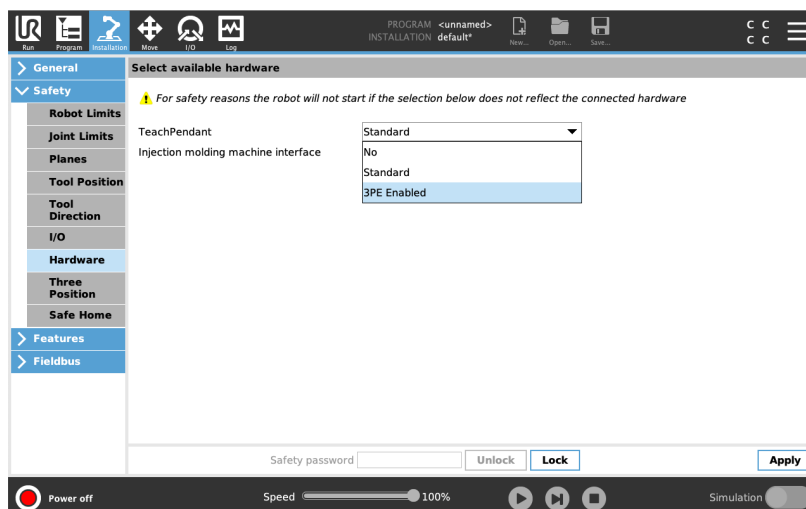 UR
Run
Program
Installation
Move
I/O
Log
PROGRAM <unnamed>
INSTALLATION default*
New...
Open...
Save...
C C
C C
General
Safety
Robot Limits
Joint Limits
Planes
Tool Position
Tool
Direction
I/O
Hardware
Three
Position
Safe Home
Features
Fieldbus
Select available hardware
For safety reasons the robot will not start if the selection below does not reflect the connected hardware
TeachPendant
Standard
Injection molding machine interface
No
Standard
3PE Enabled
Safety password
Unlock
Lock
Apply
Power off
Speed
100%
Simulation